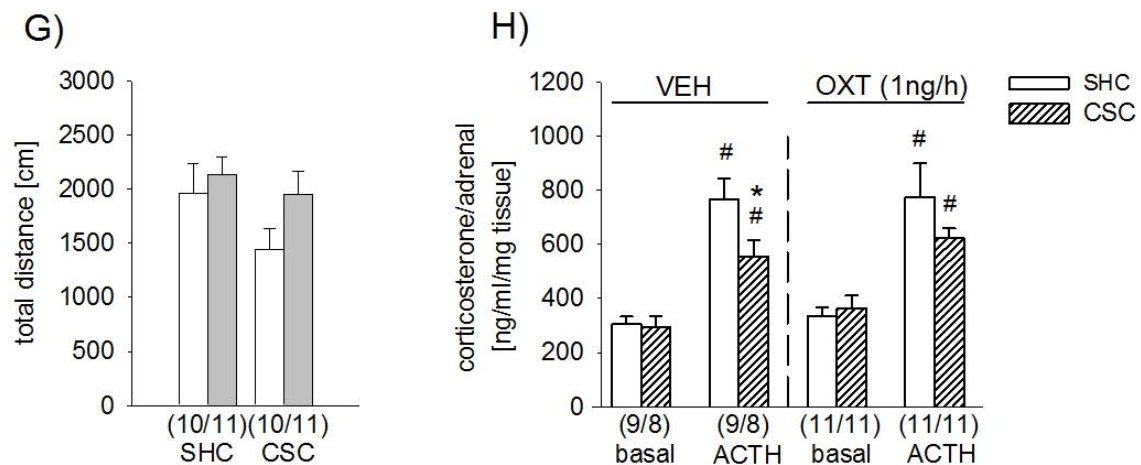 G)
total distance [cm]
3000
2500
2000
1500
1000
500
0
(10/11) (10/11)
SHC CSC
H)
corticosterone/adrenal
[ng/ml/mg tissue]
1200
1000
800
600
400
200
0
VEH
OXT (1ng/h)
#
*
#
#
#
(9/8) (9/8) (11/11) (11/11)
basal ACTH basal ACTH
SHC
CSC